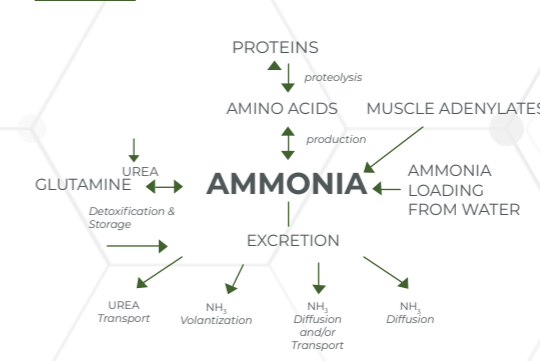 PROTEINS
proteolysis
AMINO ACIDS
MUSCLE ADENYLATES
production
UREA
GLUTAMINE
AMMONIA
AMMONIA
LOADING
FROM WATER
Detoxification &
Storage
EXCRETION
UREA
Transport
NH3
Volantization
NH3
Diffusion
and/or
Transport
NH3
Diffusion